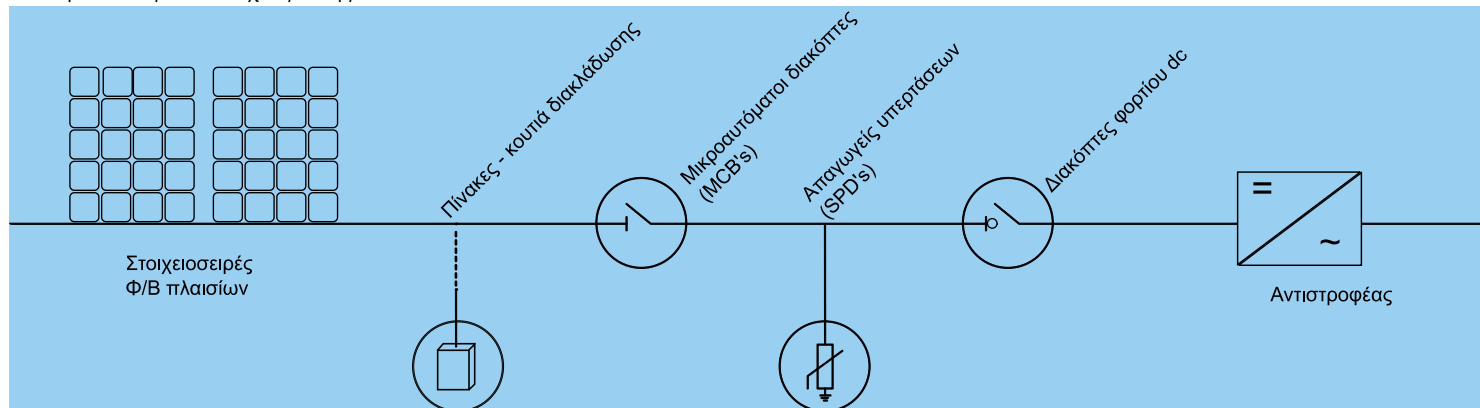 Πίνακες - κουτιά διακλάδωσης
Μικροαυτόματοι διακόπτες
(MCB's)
Απαγωγείς υπερτάσεων
(SPD's)
Διακόπτες φορτίου dc
Στοιχειοσειρές
Φ/Β πλαισίων
Αντιστροφέας